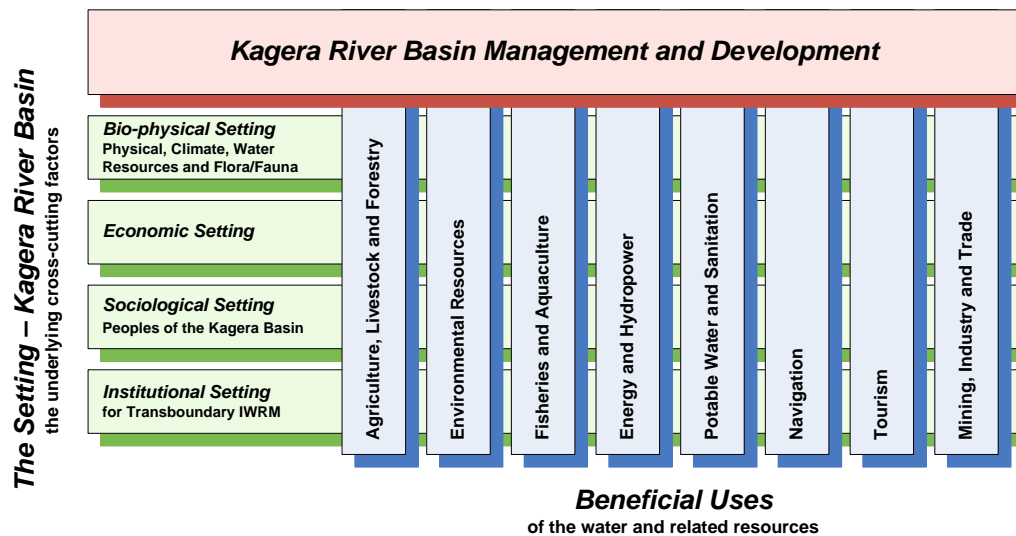 Kagera River Basin Management and Development
The Setting – Kagera River Basin
the underlying cross-cutting factors
Bio-physical Setting
Physical, Climate, Water
Resources and Flora/Fauna
Economic Setting
Sociological Setting
Peoples of the Kagera Basin
Institutional Setting
for Transboundary IWRM
Agriculture, Livestock and Forestry
Environmental Resources
Fisheries and Aquaculture
Energy and Hydropower
Potable Water and Sanitation
Navigation
Tourism
Mining, Industry and Trade
Beneficial Uses
of the water and related resources